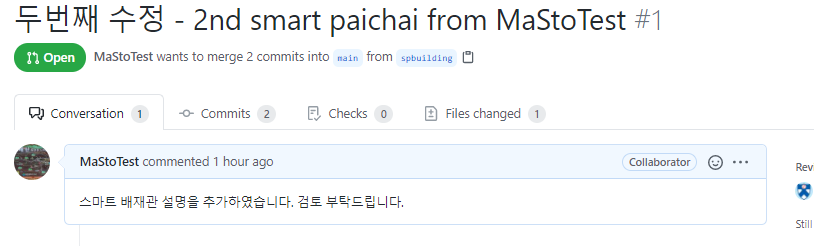 두번째 수정 - 2nd smart paichai from MaStoTest #1
Open MaStoTest wants to merge 2 commits into main from spbuilding
Conversation 1 Commits 2 Checks 0 Files changed 1
MaStoTest commented 1 hour ago Collaborator
스마트 배재관 설명을 추가하였습니다. 검토 부탁드립니다.
Revi
Still